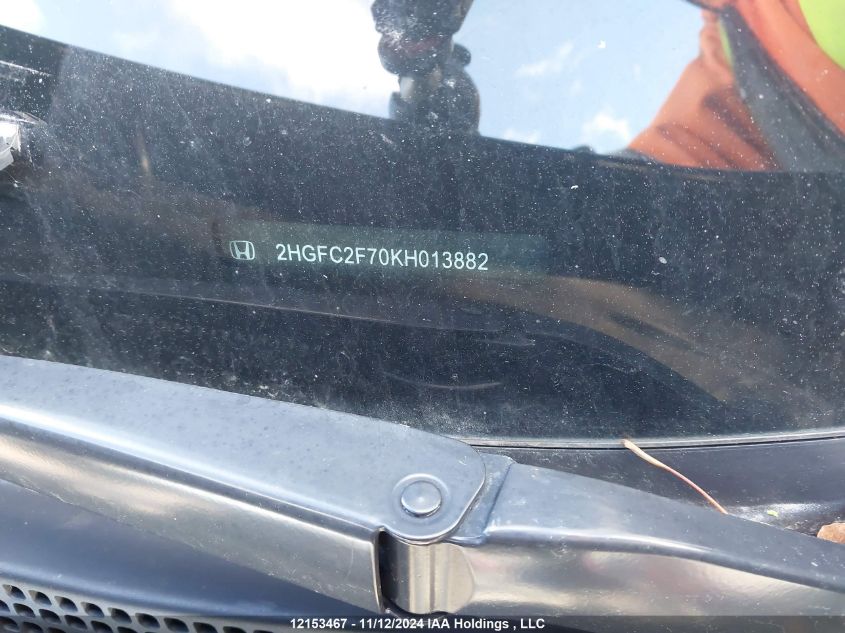 2HGFC2F70KH013882
12153467 - 11/12/2024 IAA Holdings , LLC